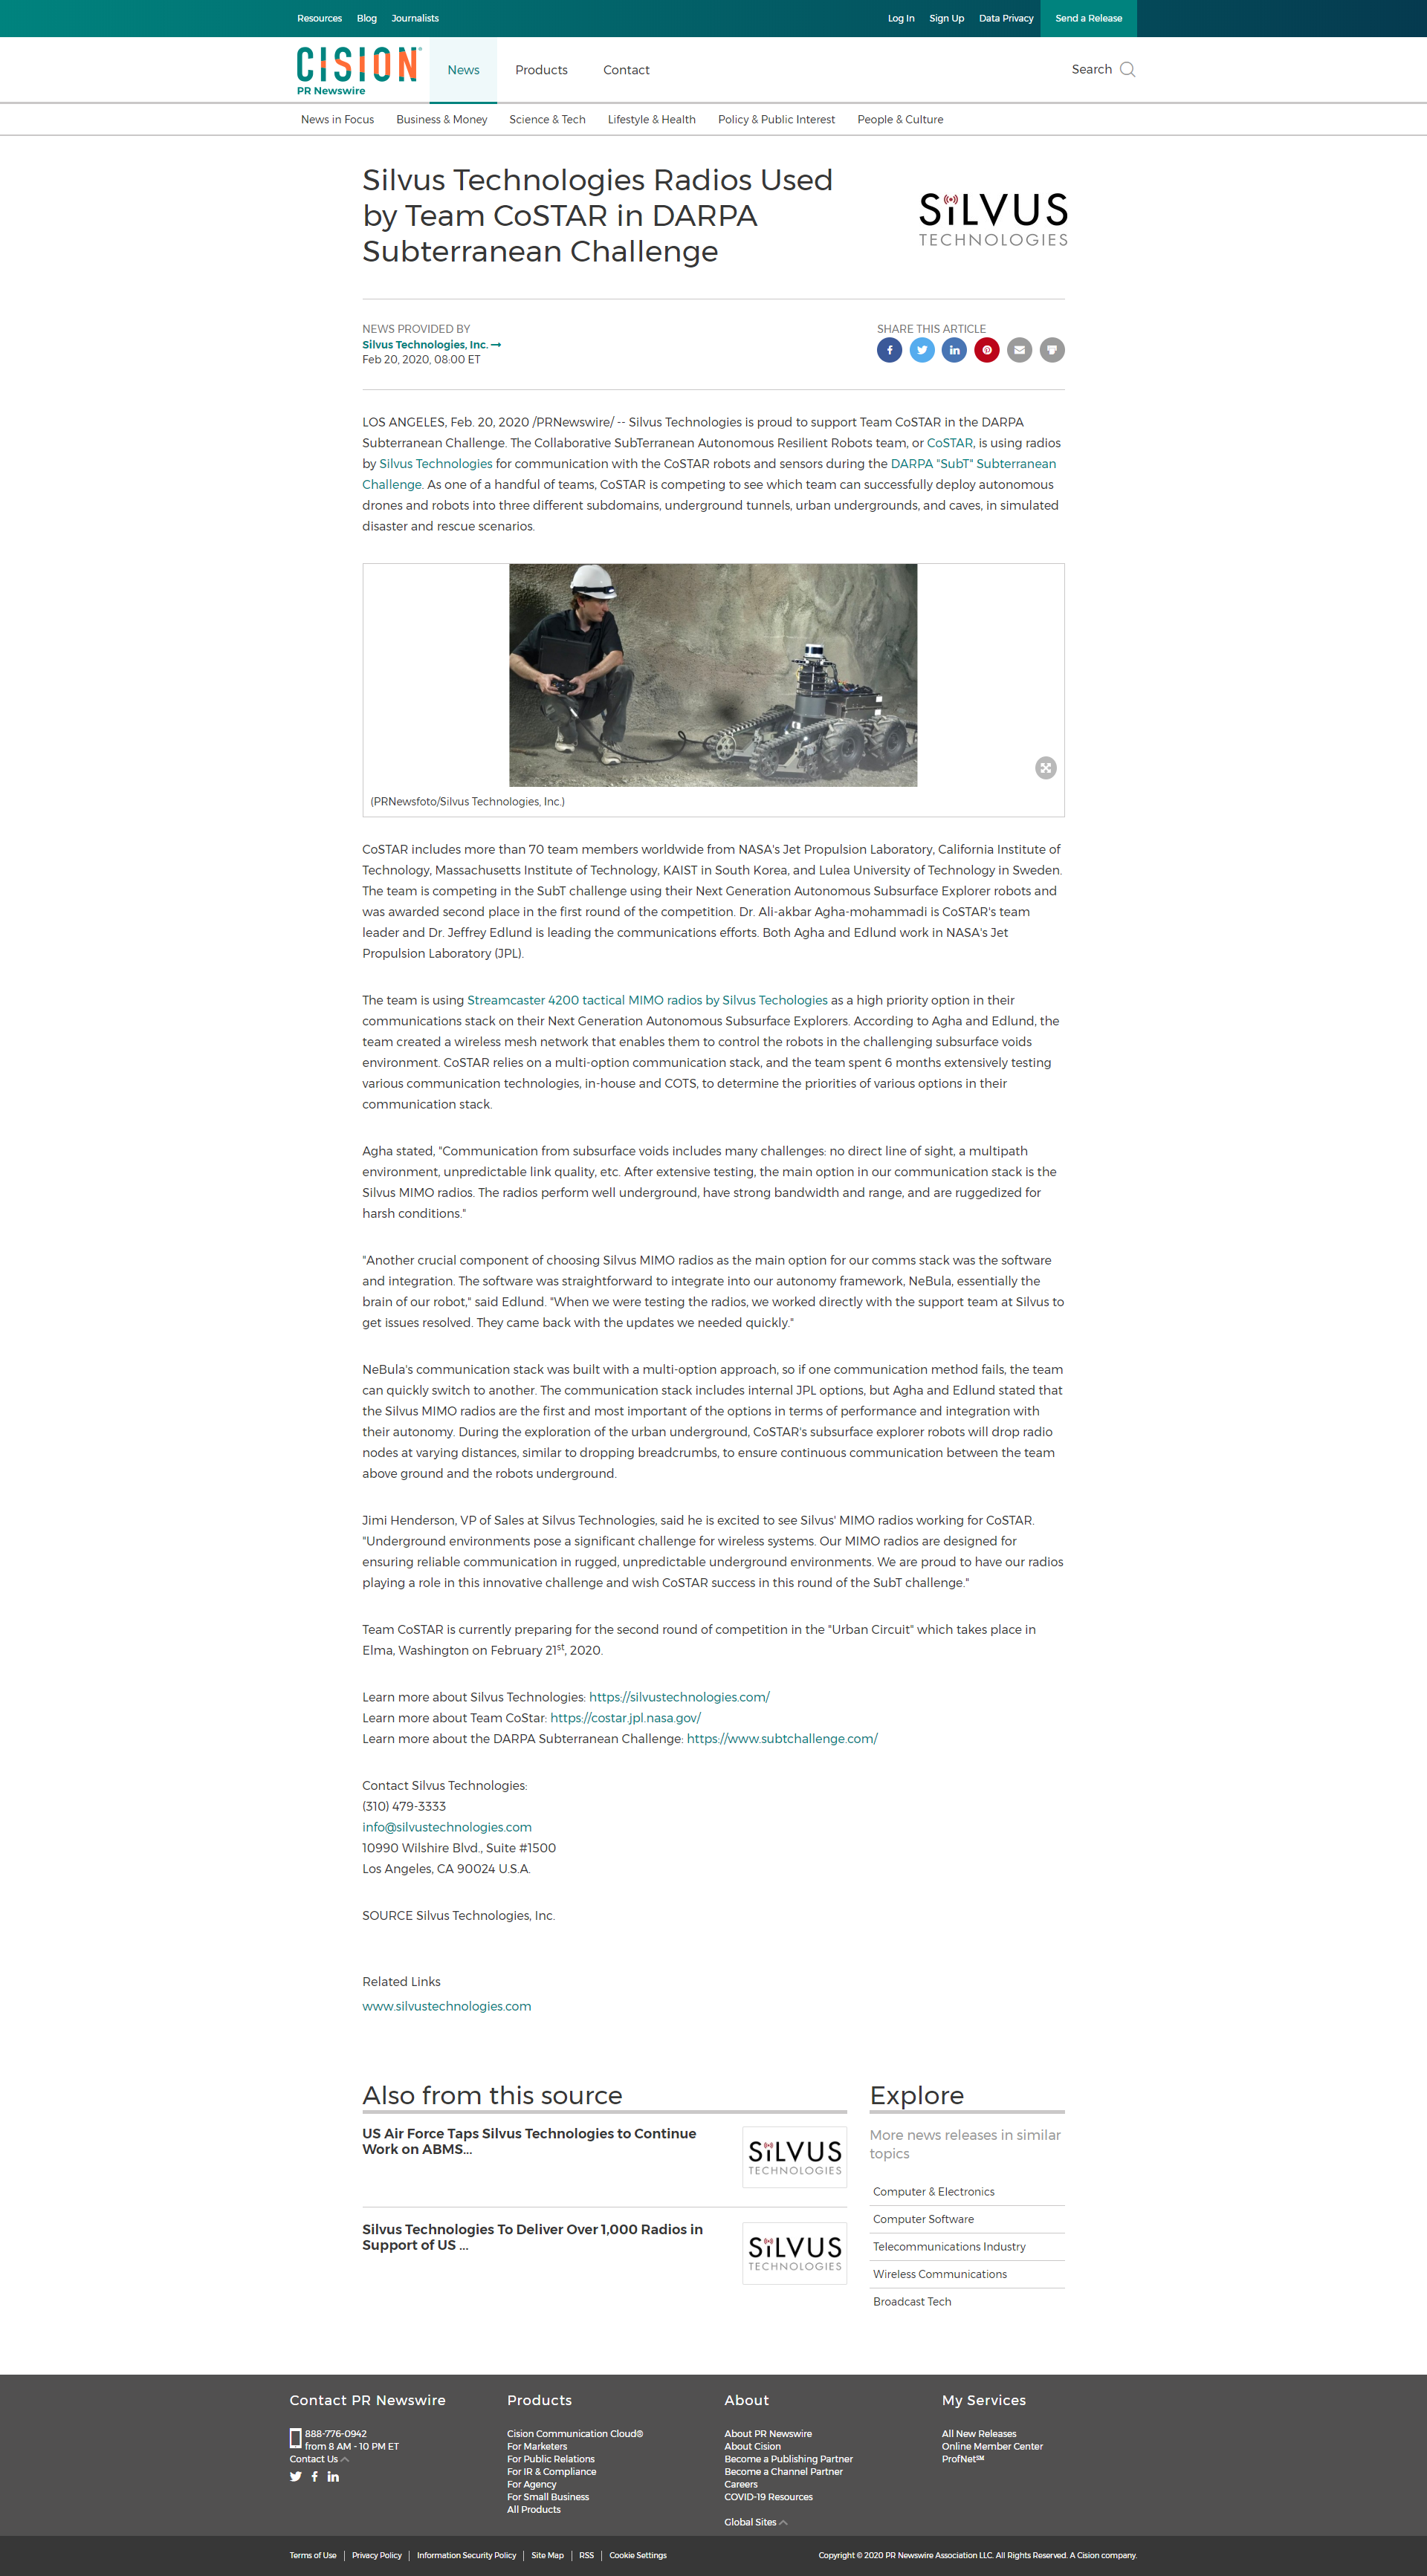 Resources Blog Journalists
Log In Sign Up Data Privacy Send a Release
CISION®
PR Newswire
News Products Contact
Search
News in Focus Business & Money Science & Tech Lifestyle & Health Policy & Public Interest People & Culture
Silvus Technologies Radios Used
by Team CoSTAR in DARPA
Subterranean Challenge
SiLVUS
TECHNOLOGIES
NEWS PROVIDED BY
Silvus Technologies, Inc.
Feb 20, 2020, 08:00 ET
SHARE THIS ARTICLE
LOS ANGELES, Feb. 20, 2020 /PRNewswire/ -- Silvus Technologies is proud to support Team CoSTAR in the DARPA
Subterranean Challenge. The Collaborative SubTerranean Autonomous Resilient Robots team, or CoSTAR, is using radios
by Silvus Technologies for communication with the CoSTAR robots and sensors during the DARPA "SubT" Subterranean
Challenge. As one of a handful of teams, CoSTAR is competing to see which team can successfully deploy autonomous
drones and robots into three different subdomains, underground tunnels, urban undergrounds, and caves, in simulated
disaster and rescue scenarios.
(PRNewsfoto/Silvus Technologies, Inc.)
CoSTAR includes more than 70 team members worldwide from NASA's Jet Propulsion Laboratory, California Institute of
Technology, Massachusetts Institute of Technology, KAIST in South Korea, and Lulea University of Technology in Sweden.
The team is competing in the SubT challenge using their Next Generation Autonomous Subsurface Explorer robots and
was awarded second place in the first round of the competition. Dr. Ali-akbar Agha-mohammadi is CoSTAR's team
leader and Dr. Jeffrey Edlund is leading the communications efforts. Both Agha and Edlund work in NASA's Jet
Propulsion Laboratory (JPL).
The team is using Streamcaster 4200 tactical MIMO radios by Silvus Techologies as a high priority option in their
communications stack on their Next Generation Autonomous Subsurface Explorers. According to Agha and Edlund, the
team created a wireless mesh network that enables them to control the robots in the challenging subsurface voids
environment. CoSTAR relies on a multi-option communication stack, and the team spent 6 months extensively testing
various communication technologies, in-house and COTS, to determine the priorities of various options in their
communication stack.
Agha stated, "Communication from subsurface voids includes many challenges: no direct line of sight, a multipath
environment, unpredictable link quality, etc. After extensive testing, the main option in our communication stack is the
Silvus MIMO radios. The radios perform well underground, have strong bandwidth and range, and are ruggedized for
harsh conditions."
"Another crucial component of choosing Silvus MIMO radios as the main option for our comms stack was the software
and integration. The software was straightforward to integrate into our autonomy framework, NeBula, essentially the
brain of our robot," said Edlund. "When we were testing the radios, we worked directly with the support team at Silvus to
get issues resolved. They came back with the updates we needed quickly."
NeBula's communication stack was built with a multi-option approach, so if one communication method fails, the team
can quickly switch to another. The communication stack includes internal JPL options, but Agha and Edlund stated that
the Silvus MIMO radios are the first and most important of the options in terms of performance and integration with
their autonomy. During the exploration of the urban underground, CoSTAR's subsurface explorer robots will drop radio
nodes at varying distances, similar to dropping breadcrumbs, to ensure continuous communication between the team
above ground and the robots underground.
Jimi Henderson, VP of Sales at Silvus Technologies, said he is excited to see Silvus' MIMO radios working for CoSTAR.
"Underground environments pose a significant challenge for wireless systems. Our MIMO radios are designed for
ensuring reliable communication in rugged, unpredictable underground environments. We are proud to have our radios
playing a role in this innovative challenge and wish CoSTAR success in this round of the SubT challenge."
Team CoSTAR is currently preparing for the second round of competition in the "Urban Circuit" which takes place in
Elma, Washington on February 21st, 2020.
Learn more about Silvus Technologies: https://silvustechnologies.com/
Learn more about Team CoStar: https://costar.jpl.nasa.gov/
Learn more about the DARPA Subterranean Challenge: https://www.subtchallenge.com/
Contact Silvus Technologies:
(310) 479-3333
info@silvustechnologies.com
10990 Wilshire Blvd., Suite #1500
Los Angeles, CA 90024 U.S.A.
SOURCE Silvus Technologies, Inc.
Related Links
www.silvustechnologies.com
Also from this source
US Air Force Taps Silvus Technologies to Continue
Work on ABMS...
SiLVUS
TECHNOLOGIES
Silvus Technologies To Deliver Over 1,000 Radios in
Support of US ...
SiLVUS
TECHNOLOGIES
Explore
More news releases in similar
topics
Computer & Electronics
Computer Software
Telecommunications Industry
Wireless Communications
Broadcast Tech
Contact PR Newswire
888-776-0942
from 8 AM - 10 PM ET
Contact Us
Products
Cision Communication Cloud®
For Marketers
For Public Relations
For IR & Compliance
For Agency
For Small Business
All Products
About
About PR Newswire
About Cision
Become a Publishing Partner
Become a Channel Partner
Careers
COVID-19 Resources
Global Sites
My Services
All New Releases
Online Member Center
ProfNet℠
Terms of Use Privacy Policy Information Security Policy Site Map RSS Cookie Settings
Copyright © 2020 PR Newswire Association LLC. All Rights Reserved. A Cision company.